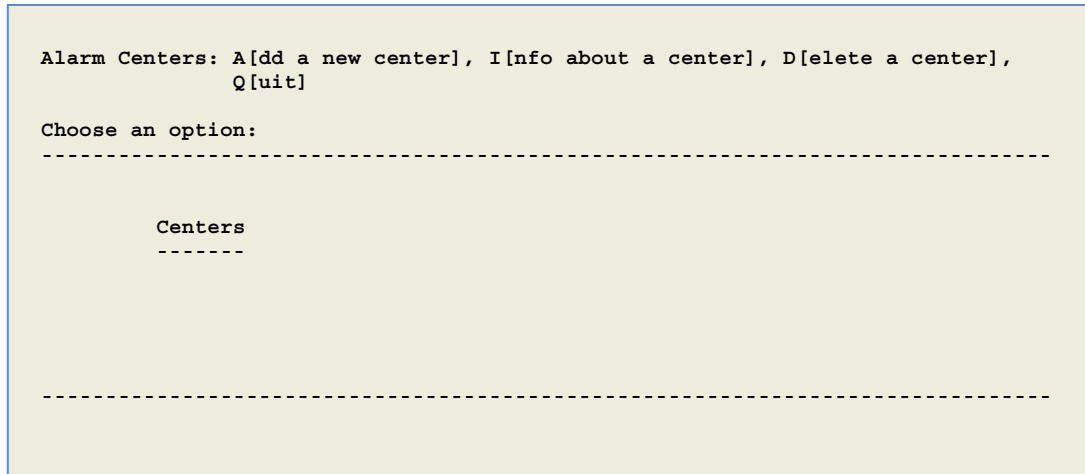 Alarm Centers: A[dd a new center], I[nfo about a center], D[elete a center],
Q[uit]
Choose an option:
-------------------------------------------------------------------------------
Centers
-------
-------------------------------------------------------------------------------